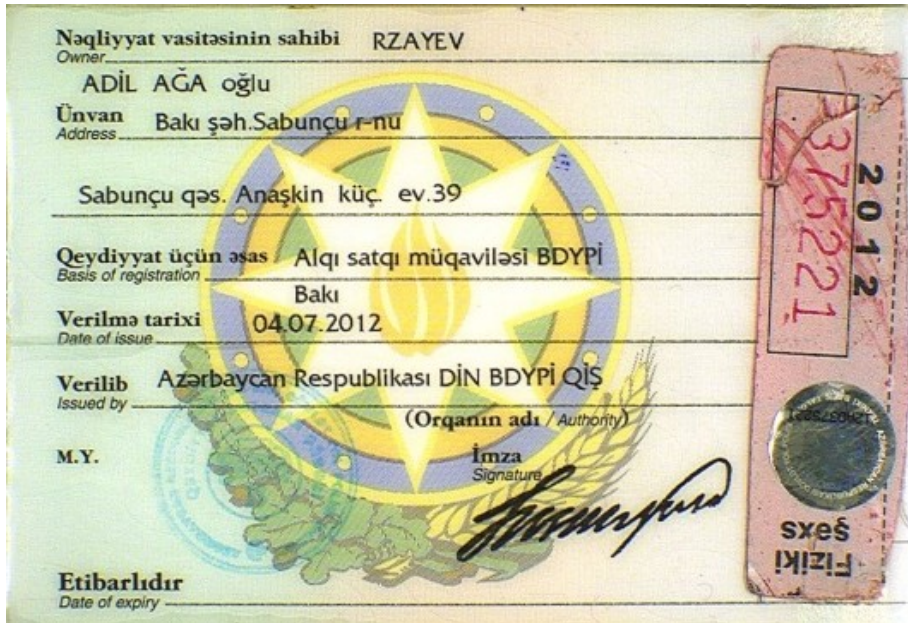 Nəqliyyat vasitəsinin sahibi RZAYEV
Owner
ADİL AĞA oğlu
Ünvan Bakı şəh.Sabunçu r-nu
Address
Sabunçu qəs. Anaşkin küç. ev.39
Qeydiyyat üçün əsas Alqı satqı müqaviləsi BDYPİ
Basis of registration
Bakı
Verilmə tarixi 04.07.2012
Date of issue
Verilib Azərbaycan Respublikası DİN BDYPİ QİŞ
Issued by
(Orqanın adı / Authority)
M.Y. İmza
Signature
Etibarlıdır
Date of expiry
2012
375221
Fiziki
şəxs